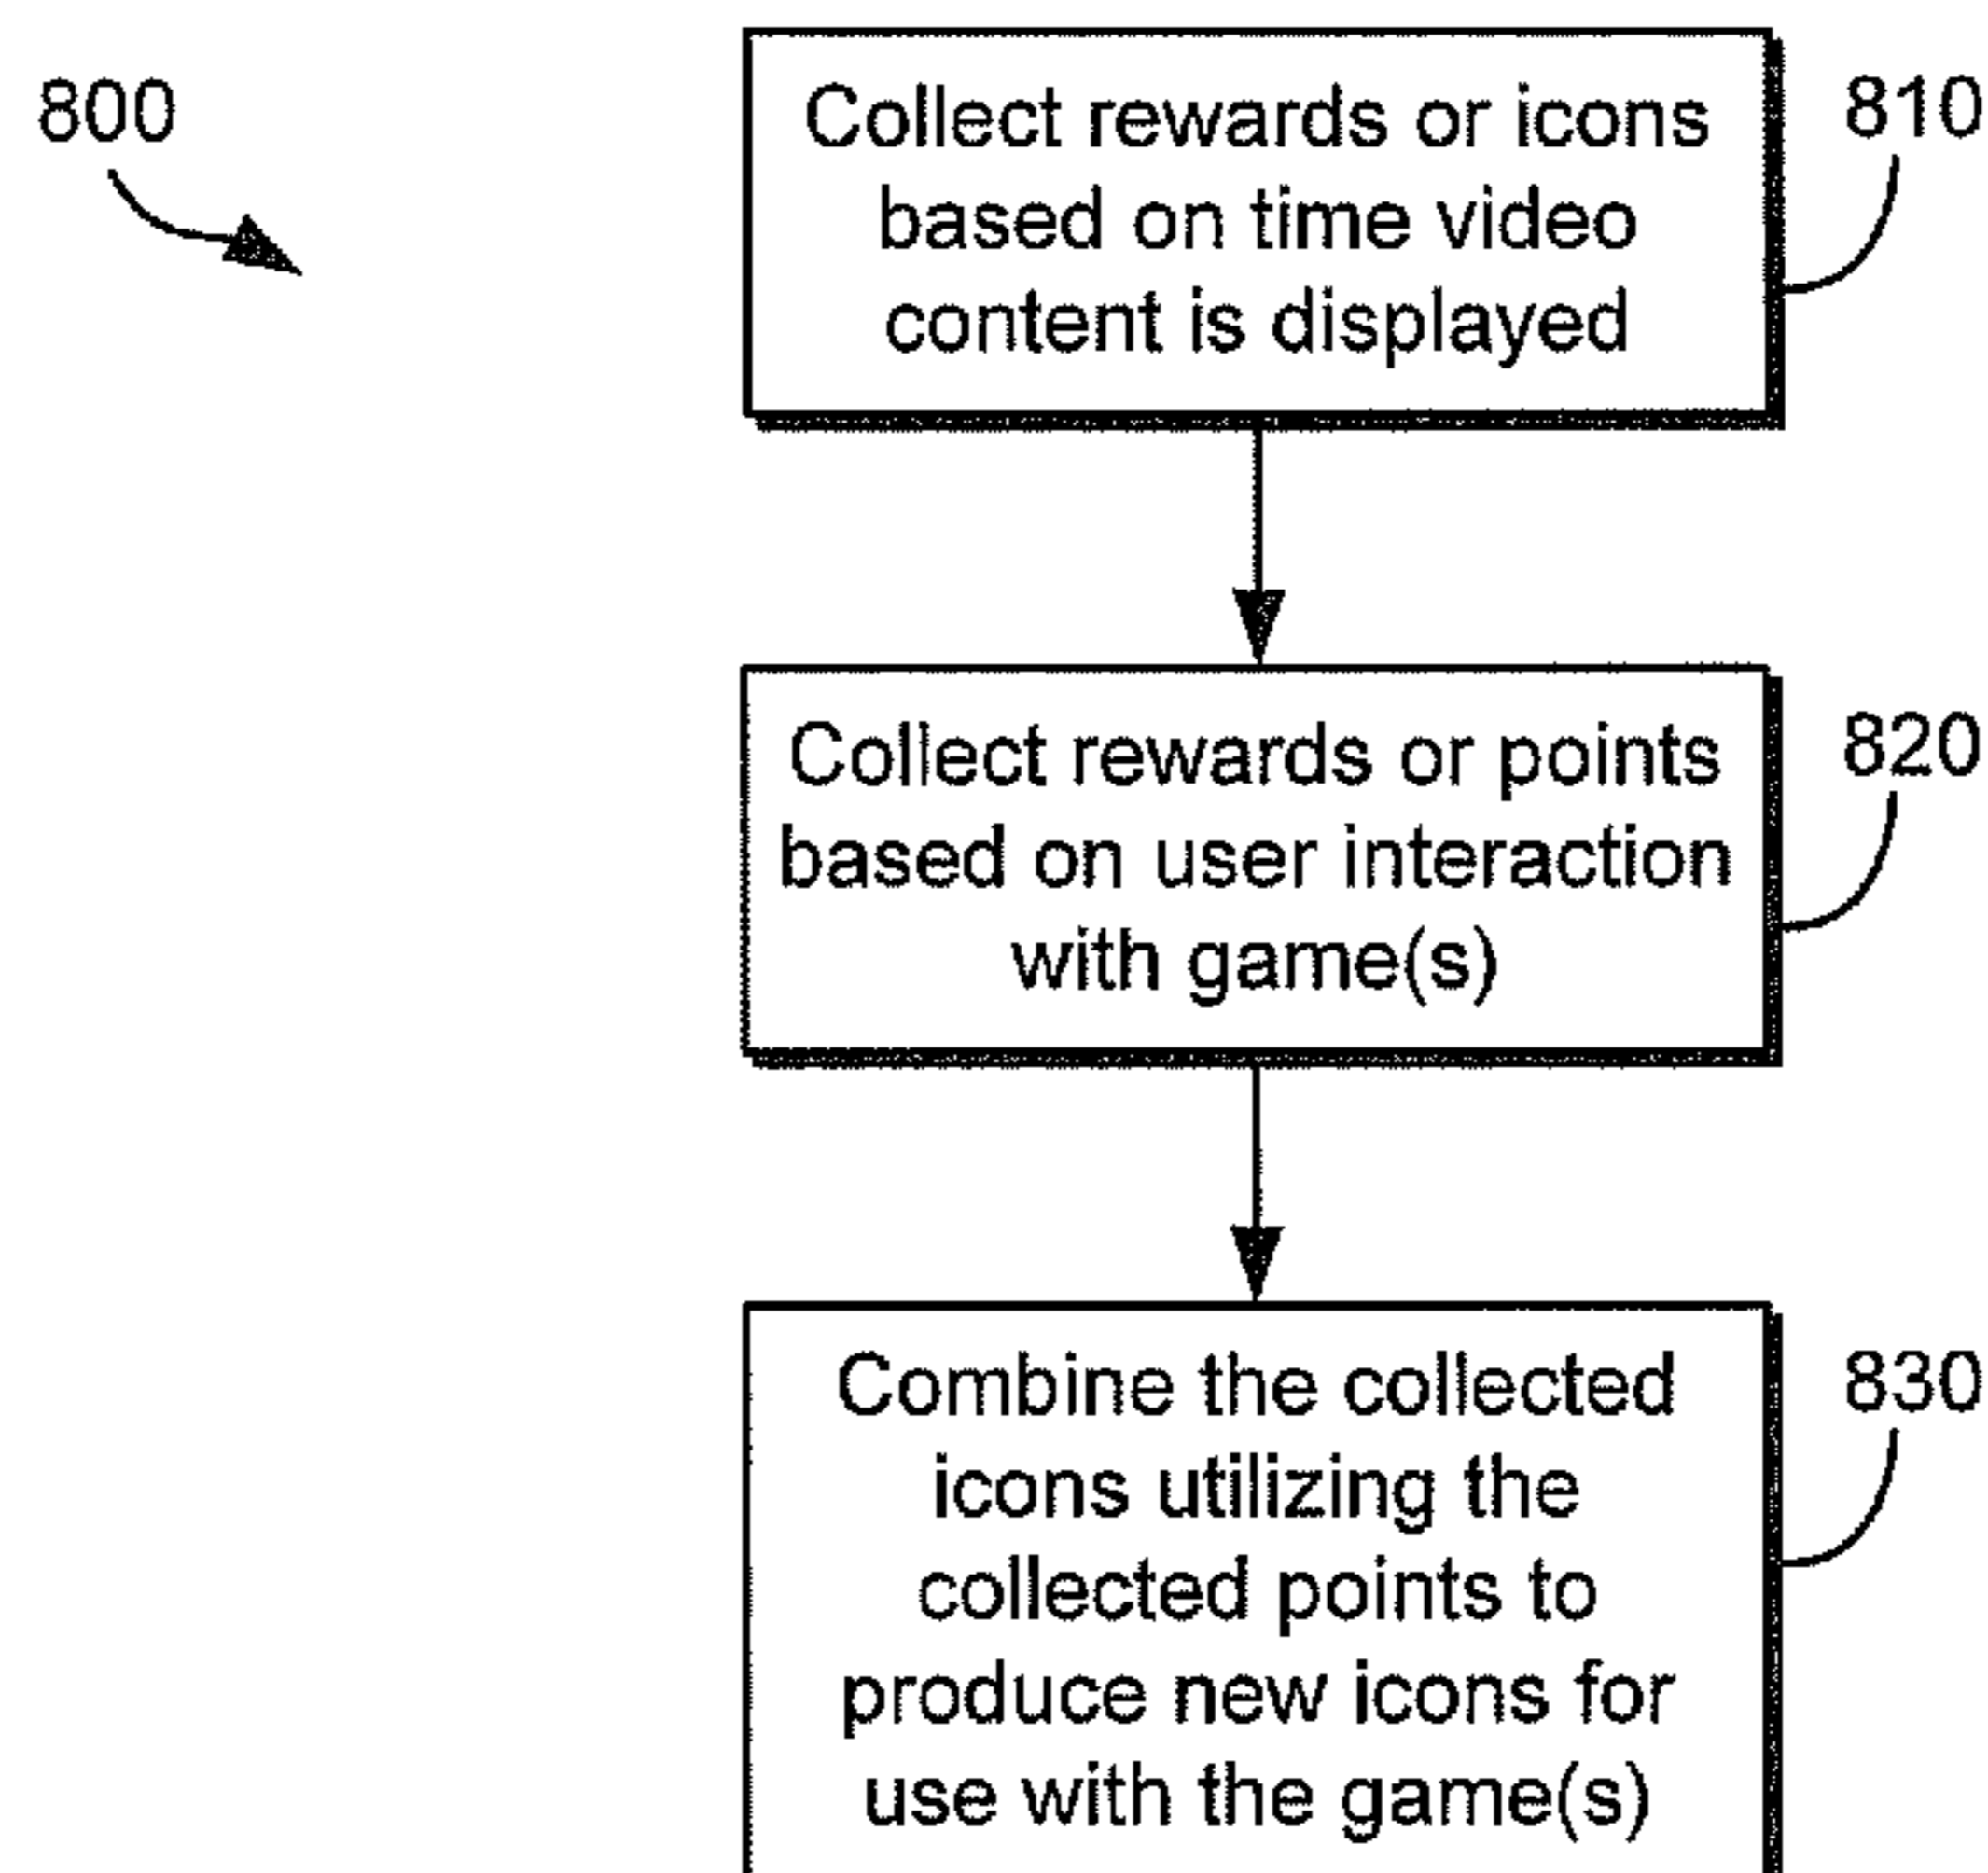 800
Collect rewards or icons
based on time video
content is displayed
810
Collect rewards or points
based on user interaction
with game(s)
820
Combine the collected
icons utilizing the
collected points to
produce new icons for
use with the game(s)
830